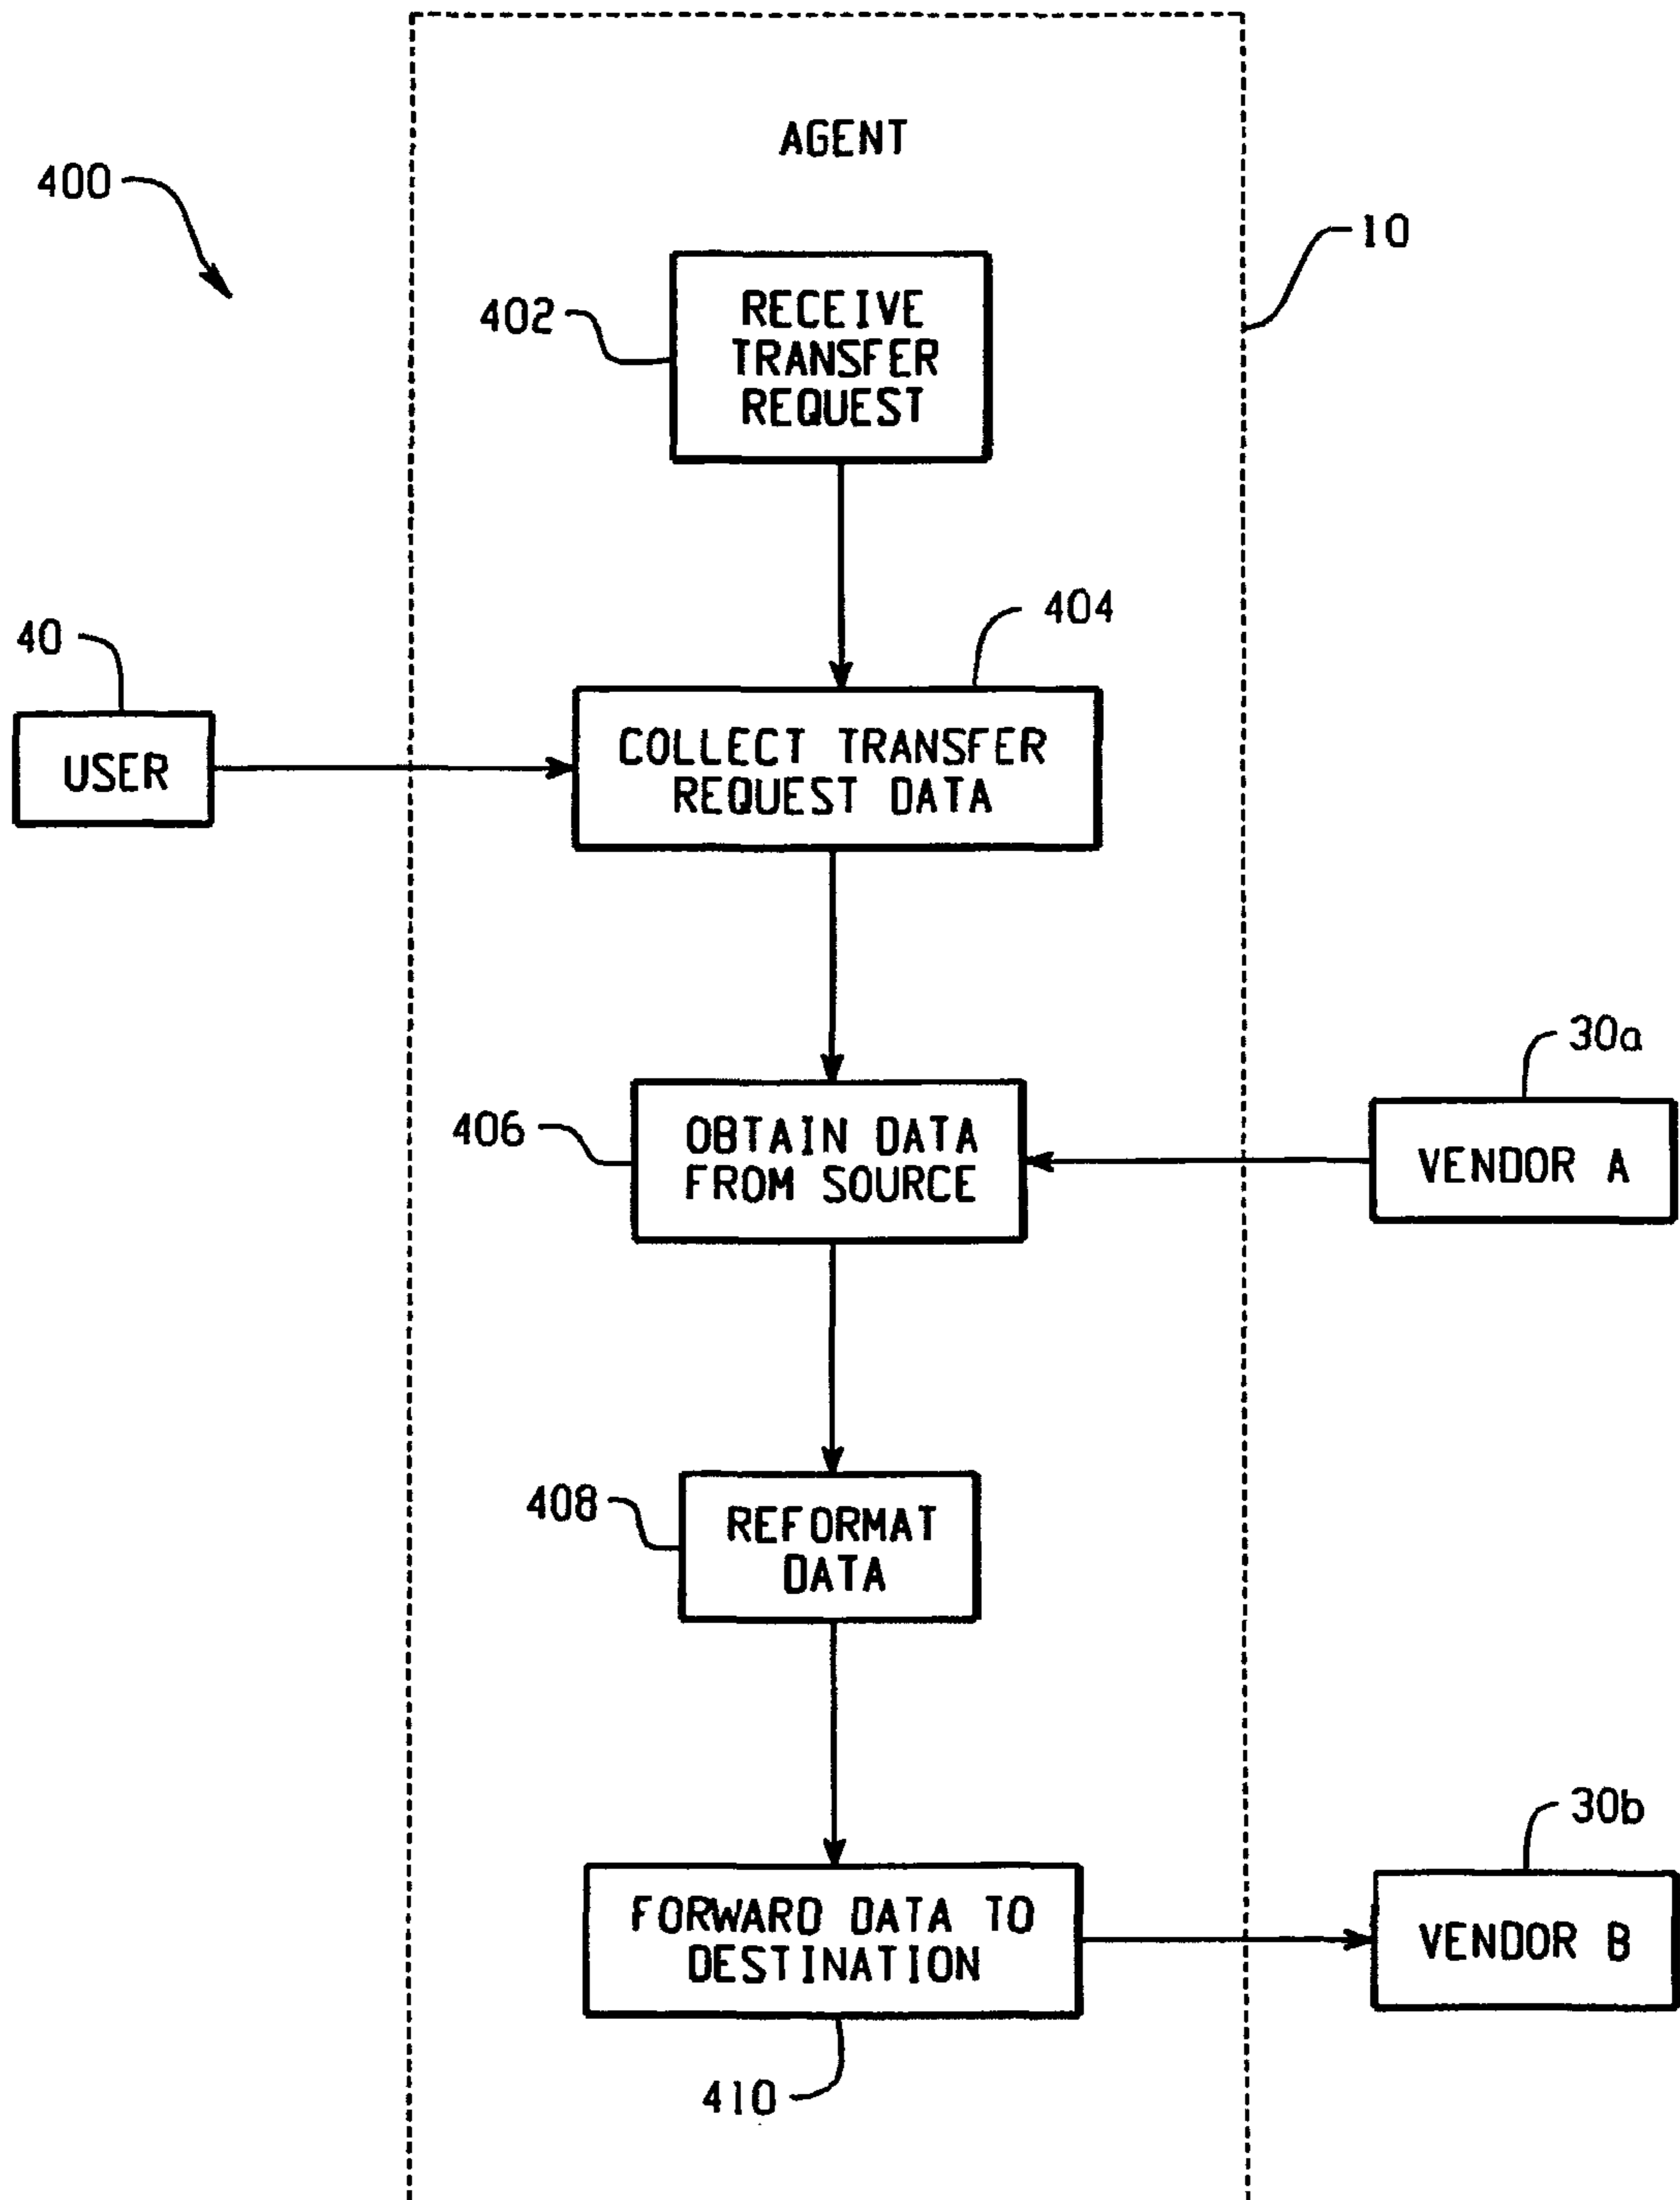 AGENT
400
10
402
RECEIVE
TRANSFER
REQUEST
404
40
USER
COLLECT TRANSFER
REQUEST DATA
30a
406
OBTAIN DATA
FROM SOURCE
VENDOR A
408
REFORMAT
DATA
30b
FORWARD DATA TO
DESTINATION
VENDOR B
410